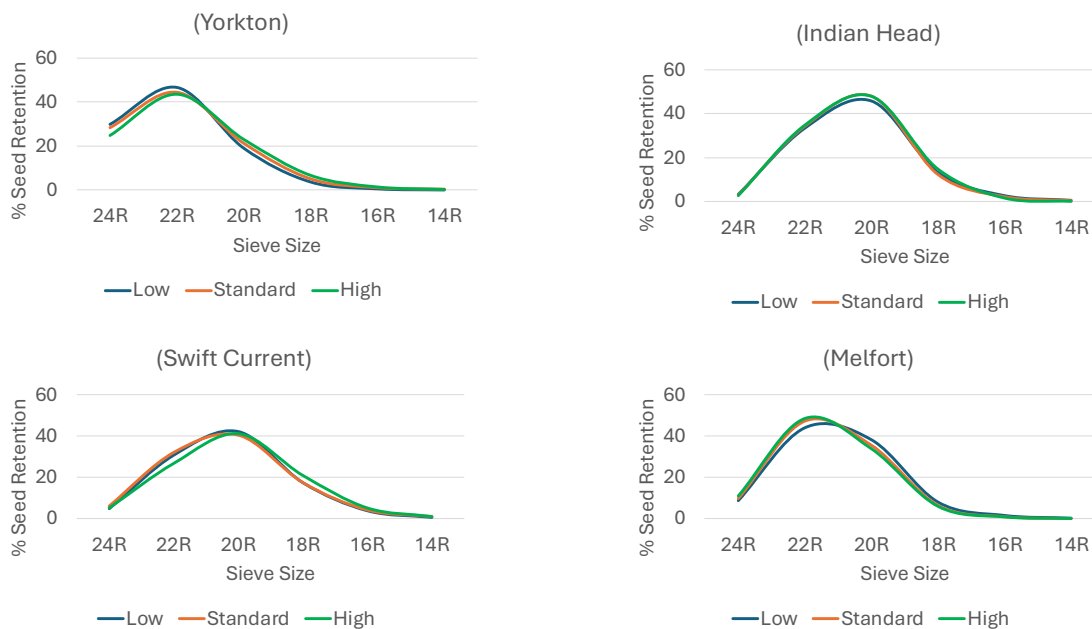 (Yorkton)
% Seed Retention
60
40
20
0
24R 22R 20R 18R 16R 14R
Sieve Size
Low Standard High
(Indian Head)
% Seed Retention
60
40
20
0
24R 22R 20R 18R 16R 14R
Sieve Size
Low Standard High
(Swift Current)
% Seed Retention
60
40
20
0
24R 22R 20R 18R 16R 14R
Sieve Size
Low Standard High
(Melfort)
% Seed Retention
60
40
20
0
24R 22R 20R 18R 16R 14R
Sieve Size
Low Standard High